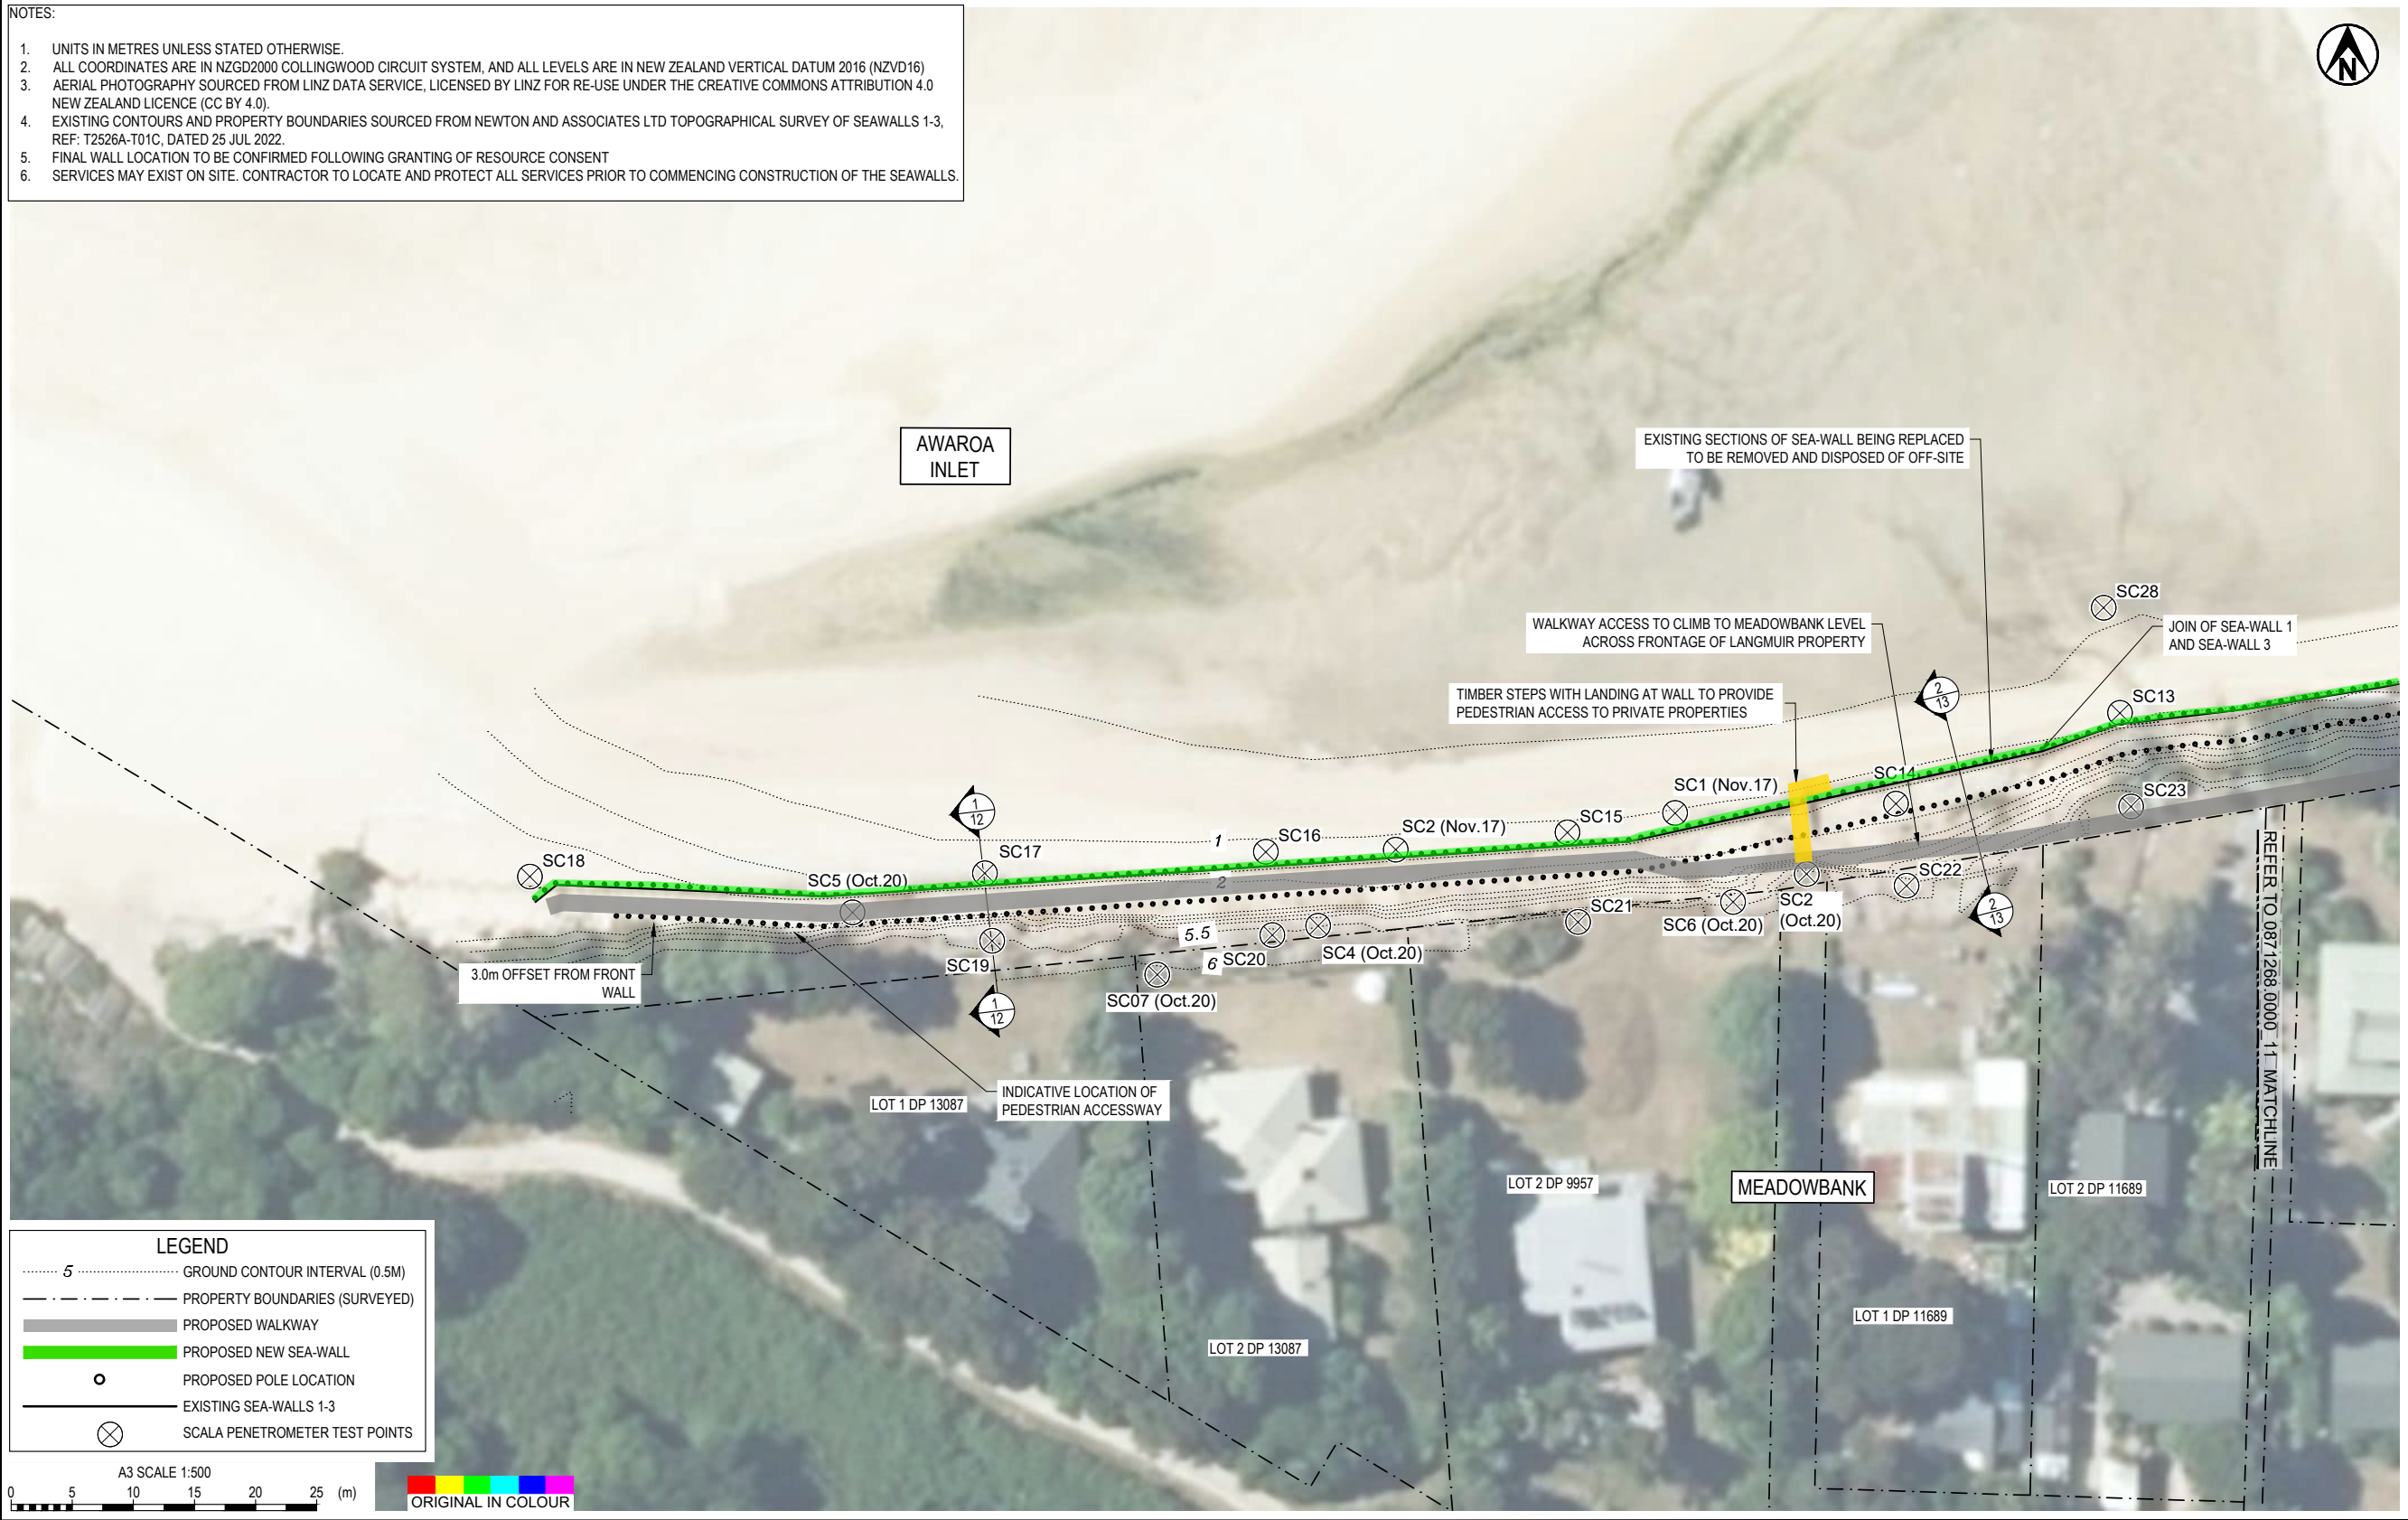 NOTES:
1. UNITS IN METRES UNLESS STATED OTHERWISE.
2. ALL COORDINATES ARE IN NZGD2000 COLLINGWOOD CIRCUIT SYSTEM, AND ALL LEVELS ARE IN NEW ZEALAND VERTICAL DATUM 2016 (NZVD16)
3. AERIAL PHOTOGRAPHY SOURCED FROM LINZ DATA SERVICE, LICENSED BY LINZ FOR RE-USE UNDER THE CREATIVE COMMONS ATTRIBUTION 4.0
NEW ZEALAND LICENCE (CC BY 4.0).
4. EXISTING CONTOURS AND PROPERTY BOUNDARIES SOURCED FROM NEWTON AND ASSOCIATES LTD TOPOGRAPHICAL SURVEY OF SEAWALLS 1-3,
REF: T2526A-T01C, DATED 25 JUL 2022.
5. FINAL WALL LOCATION TO BE CONFIRMED FOLLOWING GRANTING OF RESOURCE CONSENT
6. SERVICES MAY EXIST ON SITE. CONTRACTOR TO LOCATE AND PROTECT ALL SERVICES PRIOR TO COMMENCING CONSTRUCTION OF THE SEAWALLS.
N
AWAROA
INLET
EXISTING SECTIONS OF SEA-WALL BEING REPLACED
TO BE REMOVED AND DISPOSED OF OFF-SITE
SC28
WALKWAY ACCESS TO CLIMB TO MEADOWBANK LEVEL
ACROSS FRONTAGE OF LANGMUIR PROPERTY
JOIN OF SEA-WALL 1
AND SEA-WALL 3
TIMBER STEPS WITH LANDING AT WALL TO PROVIDE
PEDESTRIAN ACCESS TO PRIVATE PROPERTIES
2
13
SC13
SC14
SC1 (Nov.17)
SC23
1
12
SC15
SC2 (Nov.17)
SC16
1
SC17
SC18
SC5 (Oct.20)
2
SC22
SC2
(Oct.20)
2
13
SC21
SC6 (Oct.20)
5.5
SC4 (Oct.20)
SC20
6
SC19
SC07 (Oct.20)
3.0m OFFSET FROM FRONT
WALL
1
12
INDICATIVE LOCATION OF
PEDESTRIAN ACCESSWAY
LOT 1 DP 13087
REFER TO 0871268.0000_11_MATCHLINE
LOT 2 DP 9957
MEADOWBANK
LOT 2 DP 11689
LOT 1 DP 11689
LOT 2 DP 13087
LEGEND
5 GROUND CONTOUR INTERVAL (0.5M)
PROPERTY BOUNDARIES (SURVEYED)
PROPOSED WALKWAY
PROPOSED NEW SEA-WALL
PROPOSED POLE LOCATION
EXISTING SEA-WALLS 1-3
SCALA PENETROMETER TEST POINTS
A3 SCALE 1:500
0 5 10 15 20 25 (m)
ORIGINAL IN COLOUR